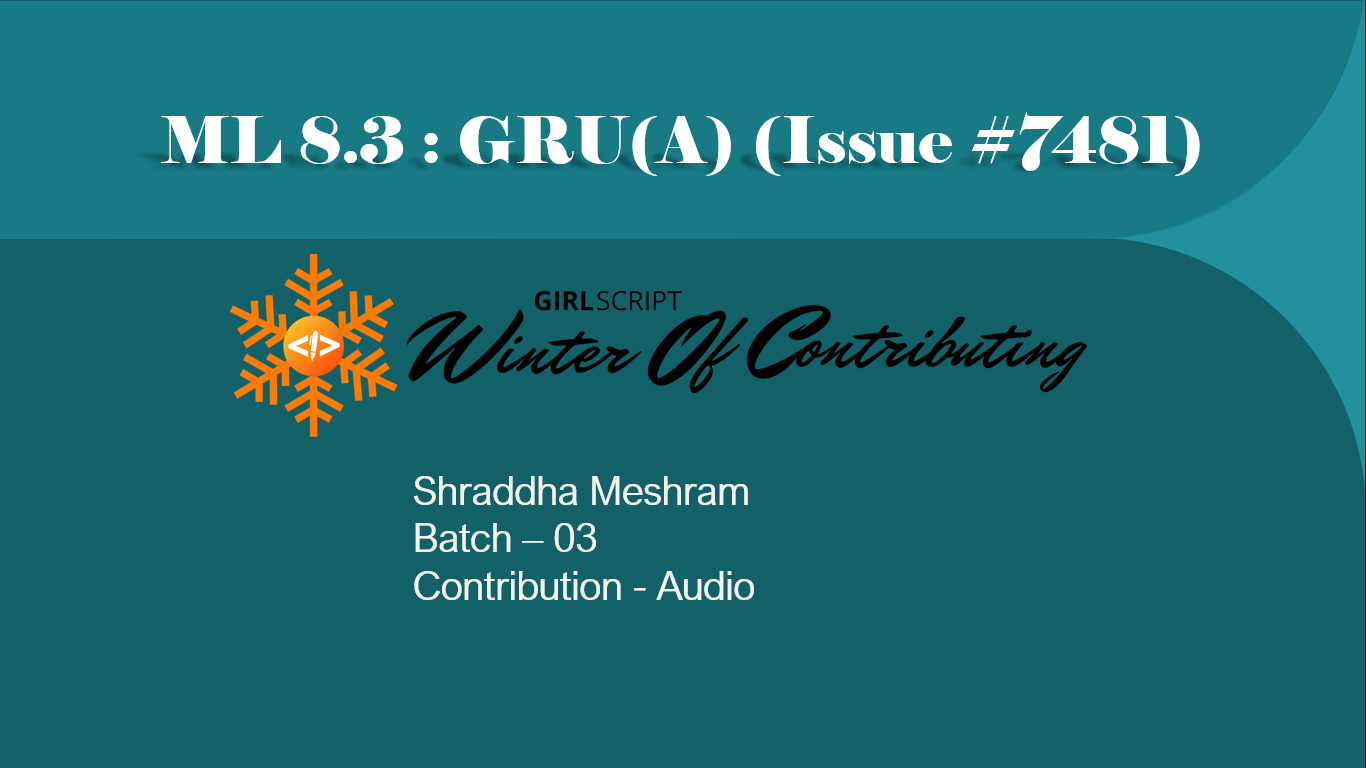 ML 8.3 : GRU(A) (Issue #7481)
GIRLSCRIPT
Winter Of Contributing
Shraddha Meshram
Batch – 03
Contribution - Audio